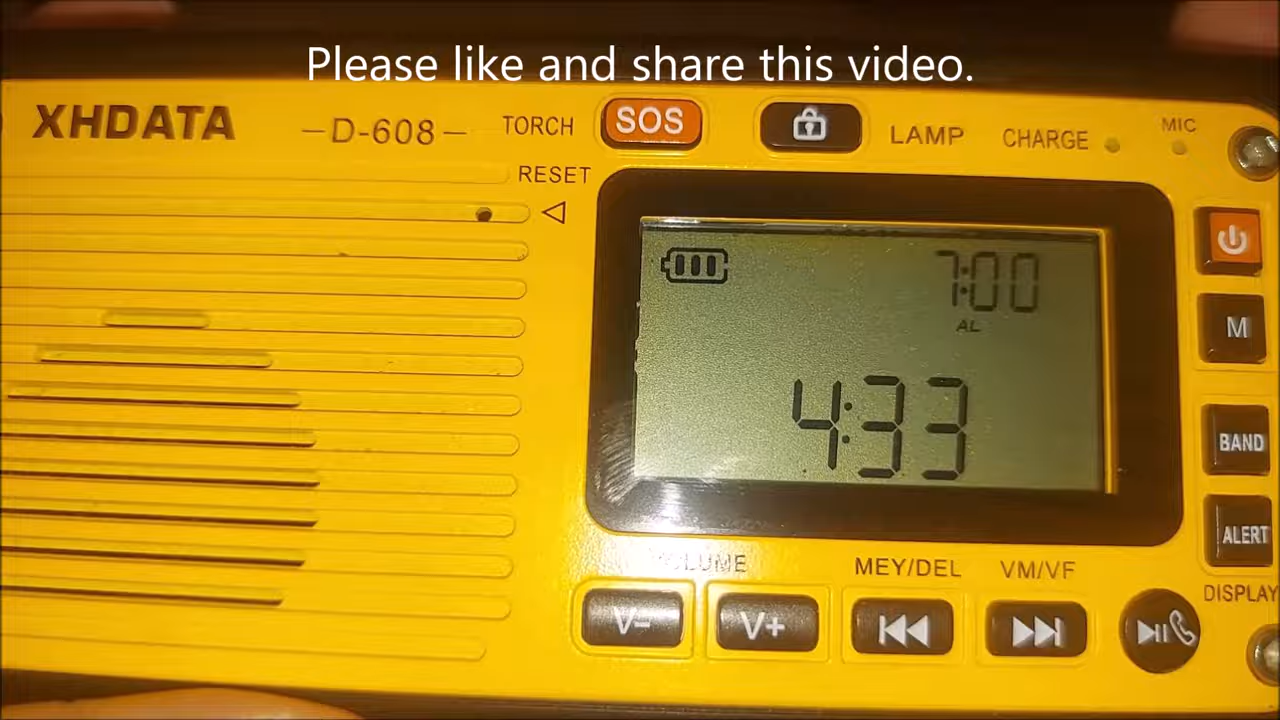 Please like and share this video.
XHDATA
–D-608–
TORCH
SOS
LAMP
CHARGE
MIC
RESET
7:00
AL
4:33
M
BAND
ALERT
VOLUME
MEY/DEL
VM/VF
DISPLAY
V–
V+